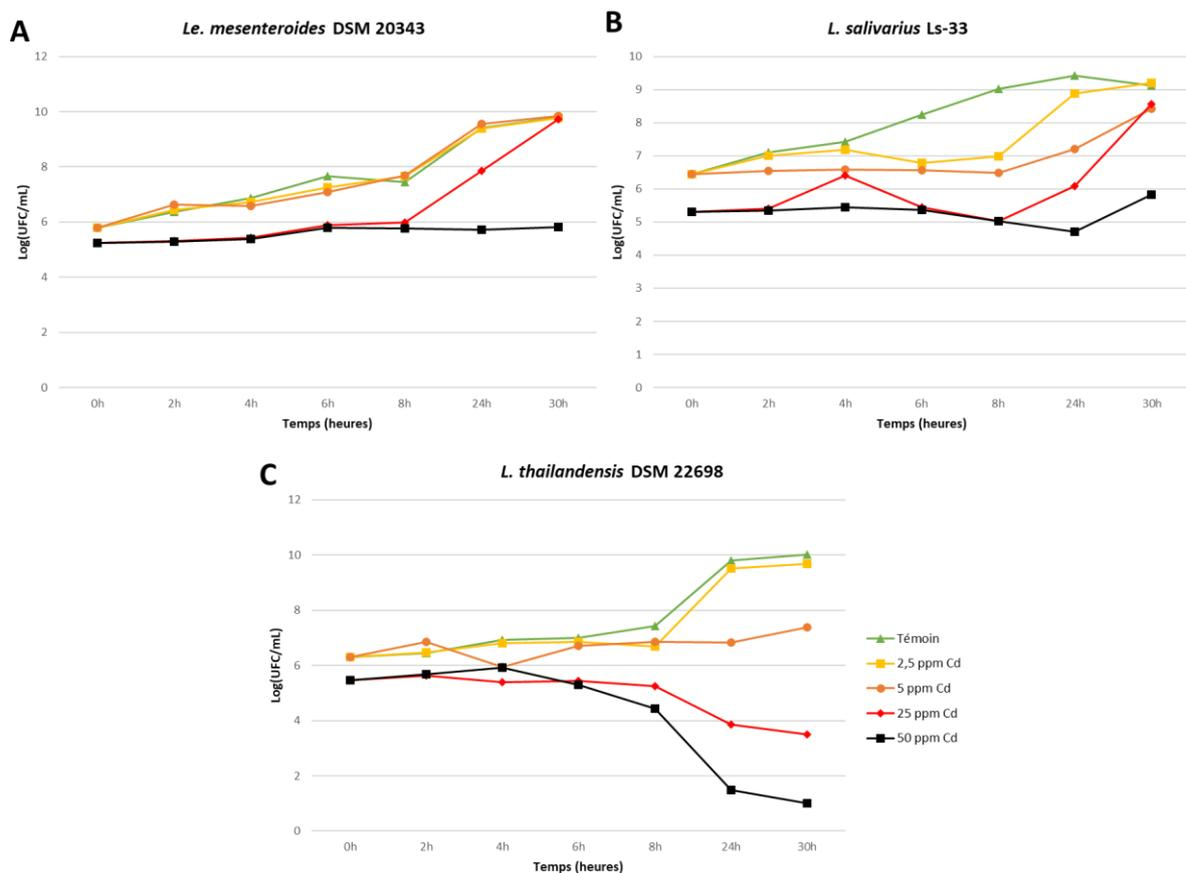 A
Le. mesenteroides DSM 20343
Log(UFC/mL)
12
10
8
6
4
2
0
0h 2h 4h 6h 8h 24h 30h
Temps (heures)
B
L. salivarius Ls-33
Log(UFC/mL)
10
9
8
7
6
5
4
3
2
1
0
0h 2h 4h 6h 8h 24h 30h
Temps (heures)
C
L. thailandensis DSM 22698
Log(UFC/mL)
12
10
8
6
4
2
0
0h 2h 4h 6h 8h 24h 30h
Temps (heures)
Témoin
2,5 ppm Cd
5 ppm Cd
25 ppm Cd
50 ppm Cd